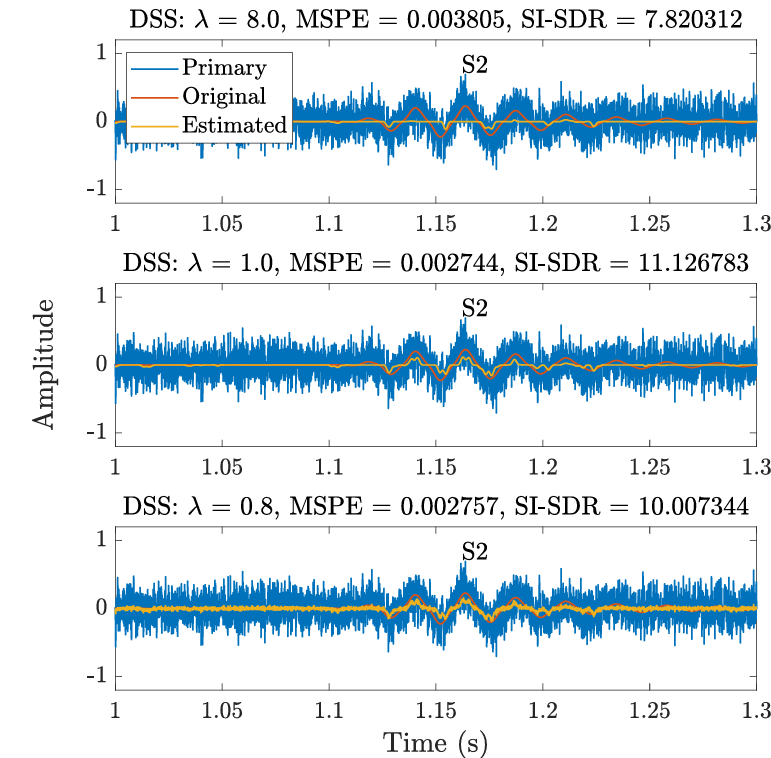 DSS: λ = 8.0, MSPE = 0.003805, SI-SDR = 7.820312
1
0
-1
Primary
Original
Estimated
S2
1 1.05 1.1 1.15 1.2 1.25 1.3
DSS: λ = 1.0, MSPE = 0.002744, SI-SDR = 11.126783
Amplitude
1
0
-1
S2
1 1.05 1.1 1.15 1.2 1.25 1.3
DSS: λ = 0.8, MSPE = 0.002757, SI-SDR = 10.007344
1
0
-1
S2
1 1.05 1.1 1.15 1.2 1.25 1.3
Time (s)